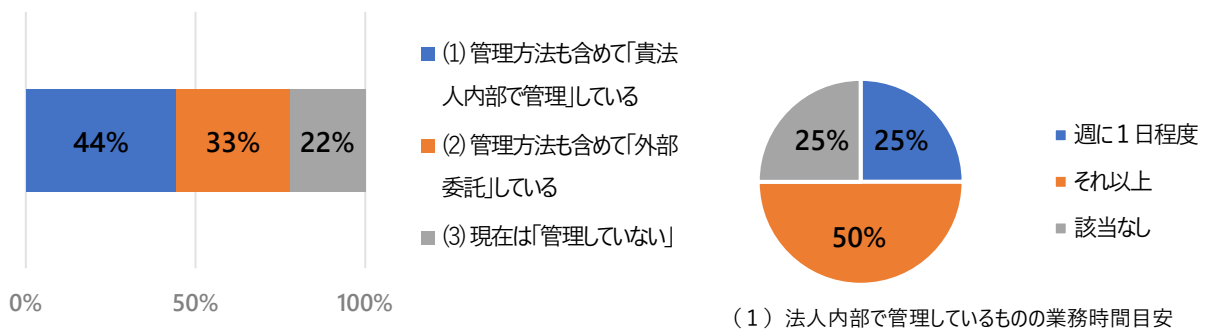 44%
33%
22%
0%
50%
100%
(1) 管理方法も含めて「貴法
人内部で管理」している
(2) 管理方法も含めて「外部
委託」している
(3) 現在は「管理していない」
25%
25%
50%
週に１日程度
それ以上
該当なし
（１）法人内部で管理しているものの業務時間目安